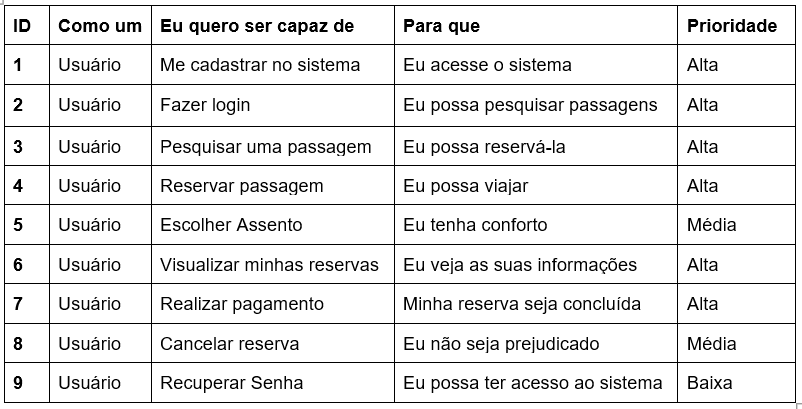 ID Como um Eu quero ser capaz de Para que Prioridade
1 Usuário Me cadastrar no sistema Eu acesse o sistema Alta
2 Usuário Fazer login Eu possa pesquisar passagens Alta
3 Usuário Pesquisar uma passagem Eu possa reservá-la Alta
4 Usuário Reservar passagem Eu possa viajar Alta
5 Usuário Escolher Assento Eu tenha conforto Média
6 Usuário Visualizar minhas reservas Eu veja as suas informações Alta
7 Usuário Realizar pagamento Minha reserva seja concluída Alta
8 Usuário Cancelar reserva Eu não seja prejudicado Média
9 Usuário Recuperar Senha Eu possa ter acesso ao sistema Baixa